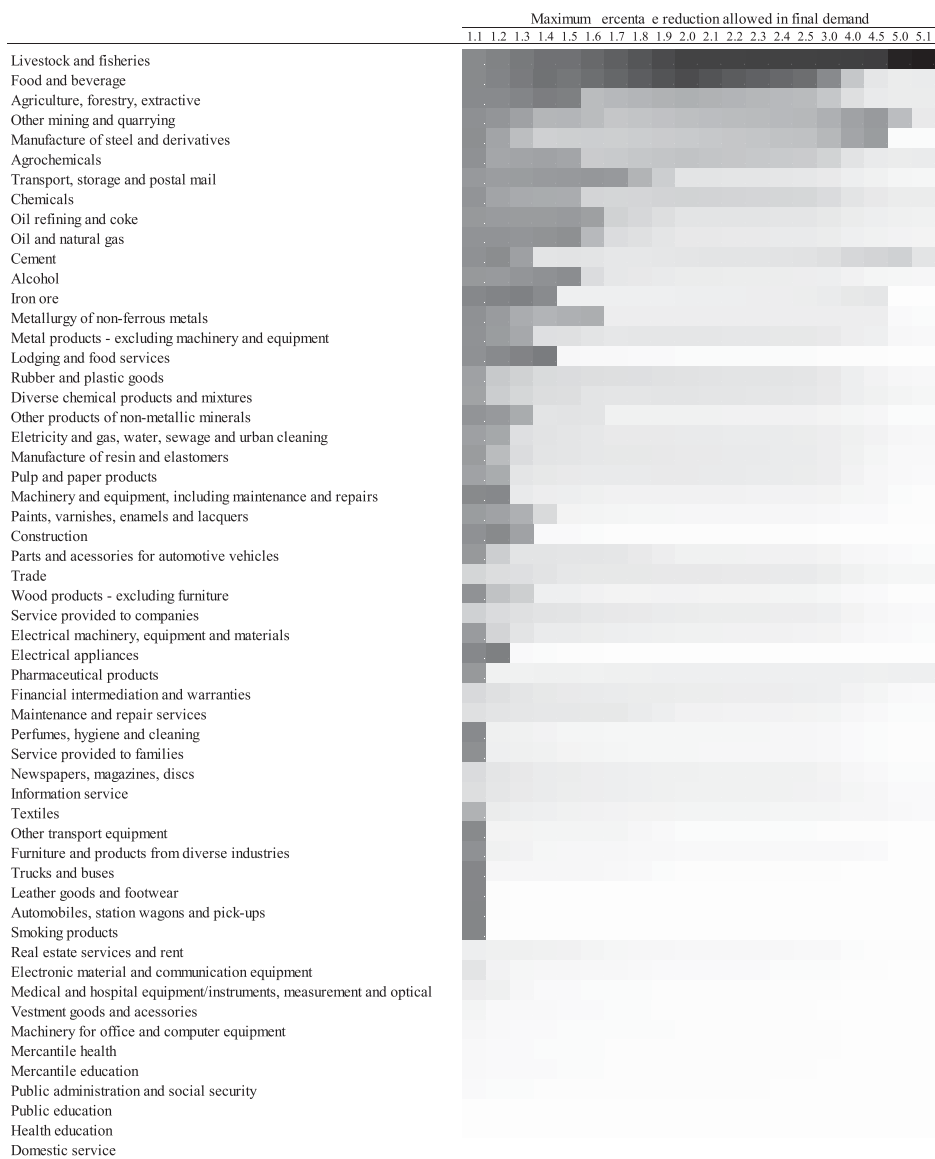 Maximum ercenta e reduction allowed in final demand
1.1 1.2 1.3 1.4 1.5 1.6 1.7 1.8 1.9 2.0 2.1 2.2 2.3 2.4 2.5 3.0 4.0 4.5 5.0 5.1
Livestock and fisheries
Food and beverage
Agriculture, forestry, extractive
Other mining and quarrying
Manufacture of steel and derivatives
Agrochemicals
Transport, storage and postal mail
Chemicals
Oil refining and coke
Oil and natural gas
Cement
Alcohol
Iron ore
Metallurgy of non-ferrous metals
Metal products - excluding machinery and equipment
Lodging and food services
Rubber and plastic goods
Diverse chemical products and mixtures
Other products of non-metallic minerals
Eletricity and gas, water, sewage and urban cleaning
Manufacture of resin and elastomers
Pulp and paper products
Machinery and equipment, including maintenance and repairs
Paints, varnishes, enamels and lacquers
Construction
Parts and acessories for automotive vehicles
Trade
Wood products - excluding furniture
Service provided to companies
Electrical machinery, equipment and materials
Electrical appliances
Pharmaceutical products
Financial intermediation and warranties
Maintenance and repair services
Perfumes, hygiene and cleaning
Service provided to families
Newspapers, magazines, discs
Information service
Textiles
Other transport equipment
Furniture and products from diverse industries
Trucks and buses
Leather goods and footwear
Automobiles, station wagons and pick-ups
Smoking products
Real estate services and rent
Electronic material and communication equipment
Medical and hospital equipment/instruments, measurement and optical
Vestment goods and acessories
Machinery for office and computer equipment
Mercantile health
Mercantile education
Public administration and social security
Public education
Health education
Domestic service